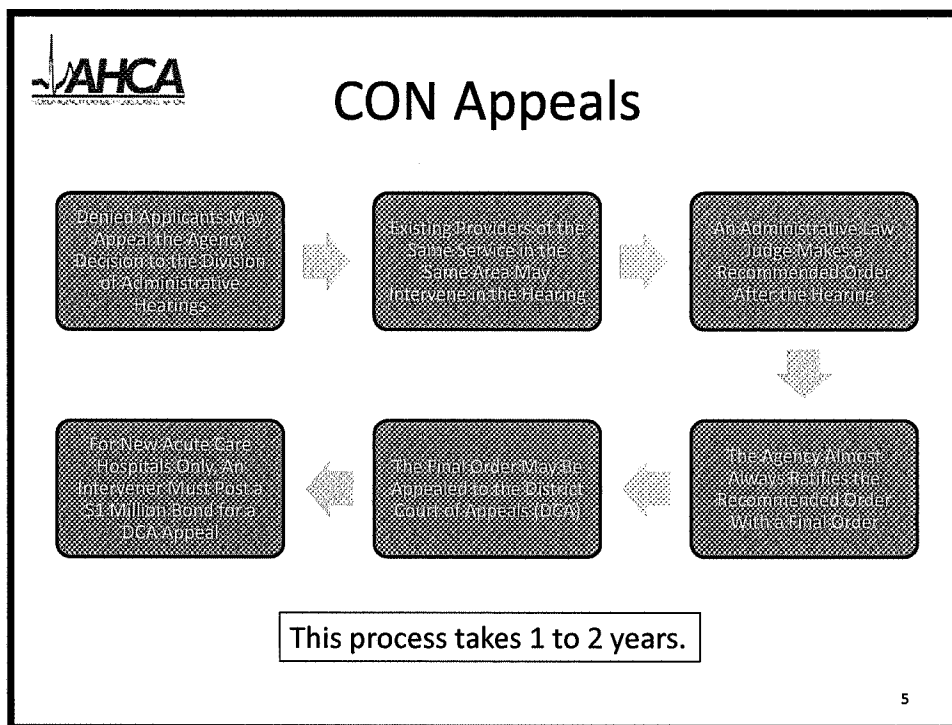 AHCA
CON Appeals
Denied Applicants May
Appeal the Agency
Decision to the Division
of Administrative
Hearings
Existing Providers of the
Same Service in the
Same Area May
Intervene in the Hearing
An Administrative Law
Judge Makes a
Recommended Order
After the Hearing
The Agency Almost
Always Ratifies the
Recommended Order
With a Final Order
The Final Order May Be
Appealed to the District
Court of Appeals (DCA)
For New Acute Care
Hospitals Only, An
Intervener Must Post a
$1 Million Bond for a
DCA Appeal
This process takes 1 to 2 years.
5